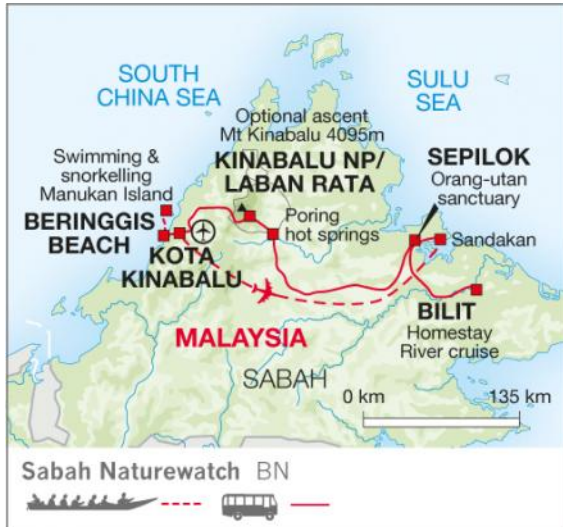 SOUTH
CHINA SEA
SULU
SEA
Optional ascent
Mt Kinabalu 4095m
KINABALU NP/
LABAN RATA
SEPILOK
Orang-utan
sanctuary
Swimming &
snorkelling
Manukan Island
BERINGGIS
BEACH
KOTA
KINABALU
Poring
hot springs
Sandakan
BILIT
Homestay
River cruise
MALAYSIA
SABAH
0 km
135 km
Sabah Naturewatch BN